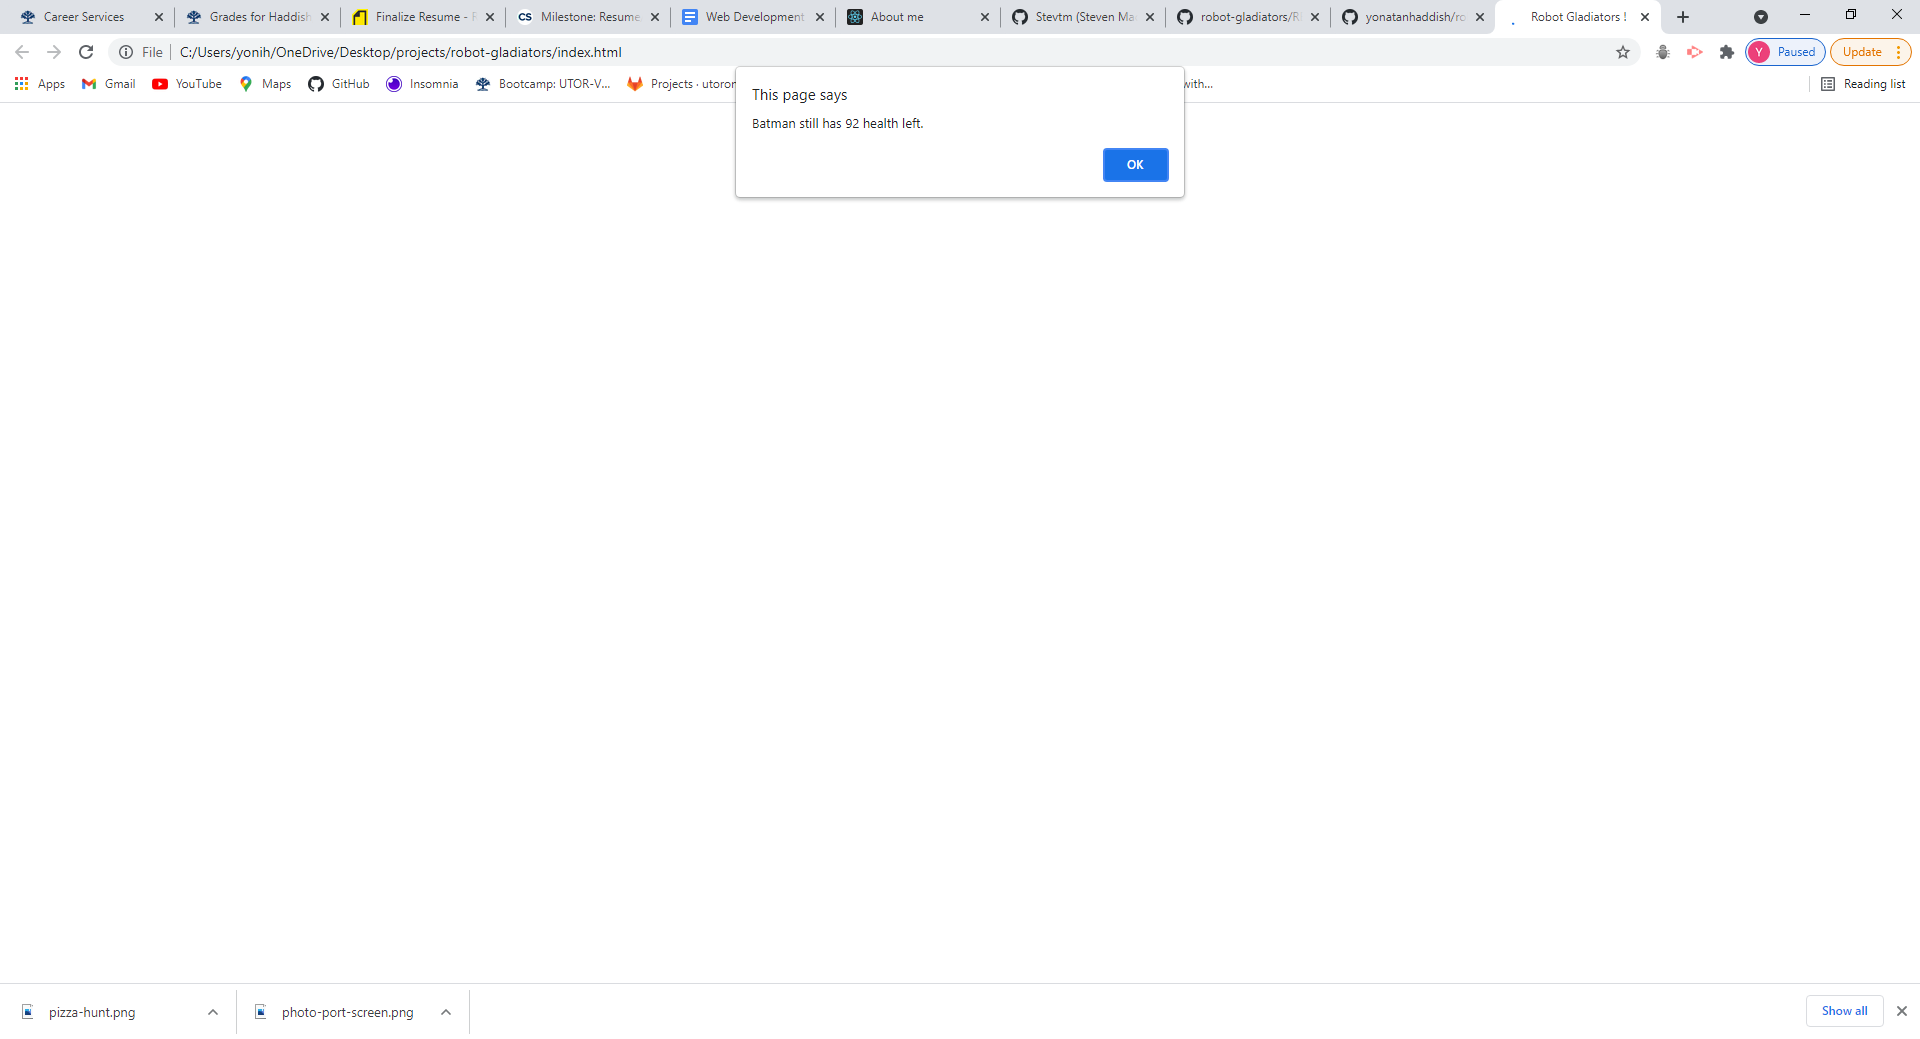 Career Services
Grades for Haddish
Finalize Resume - R
CS Milestone: Resume
Web Development
About me
Stevtm (Steven Ma
robot-gladiators/R
yonatanhaddish/ro
Robot Gladiators !
File C:/Users/yonih/OneDrive/Desktop/projects/robot-gladiators/index.html
Y Paused
Update
Apps
Gmail
YouTube
Maps
GitHub
Insomnia
Bootcamp: UTOR-V...
Projects · utoron
with...
Reading list
This page says
Batman still has 92 health left.
OK
pizza-hunt.png
photo-port-screen.png
Show all